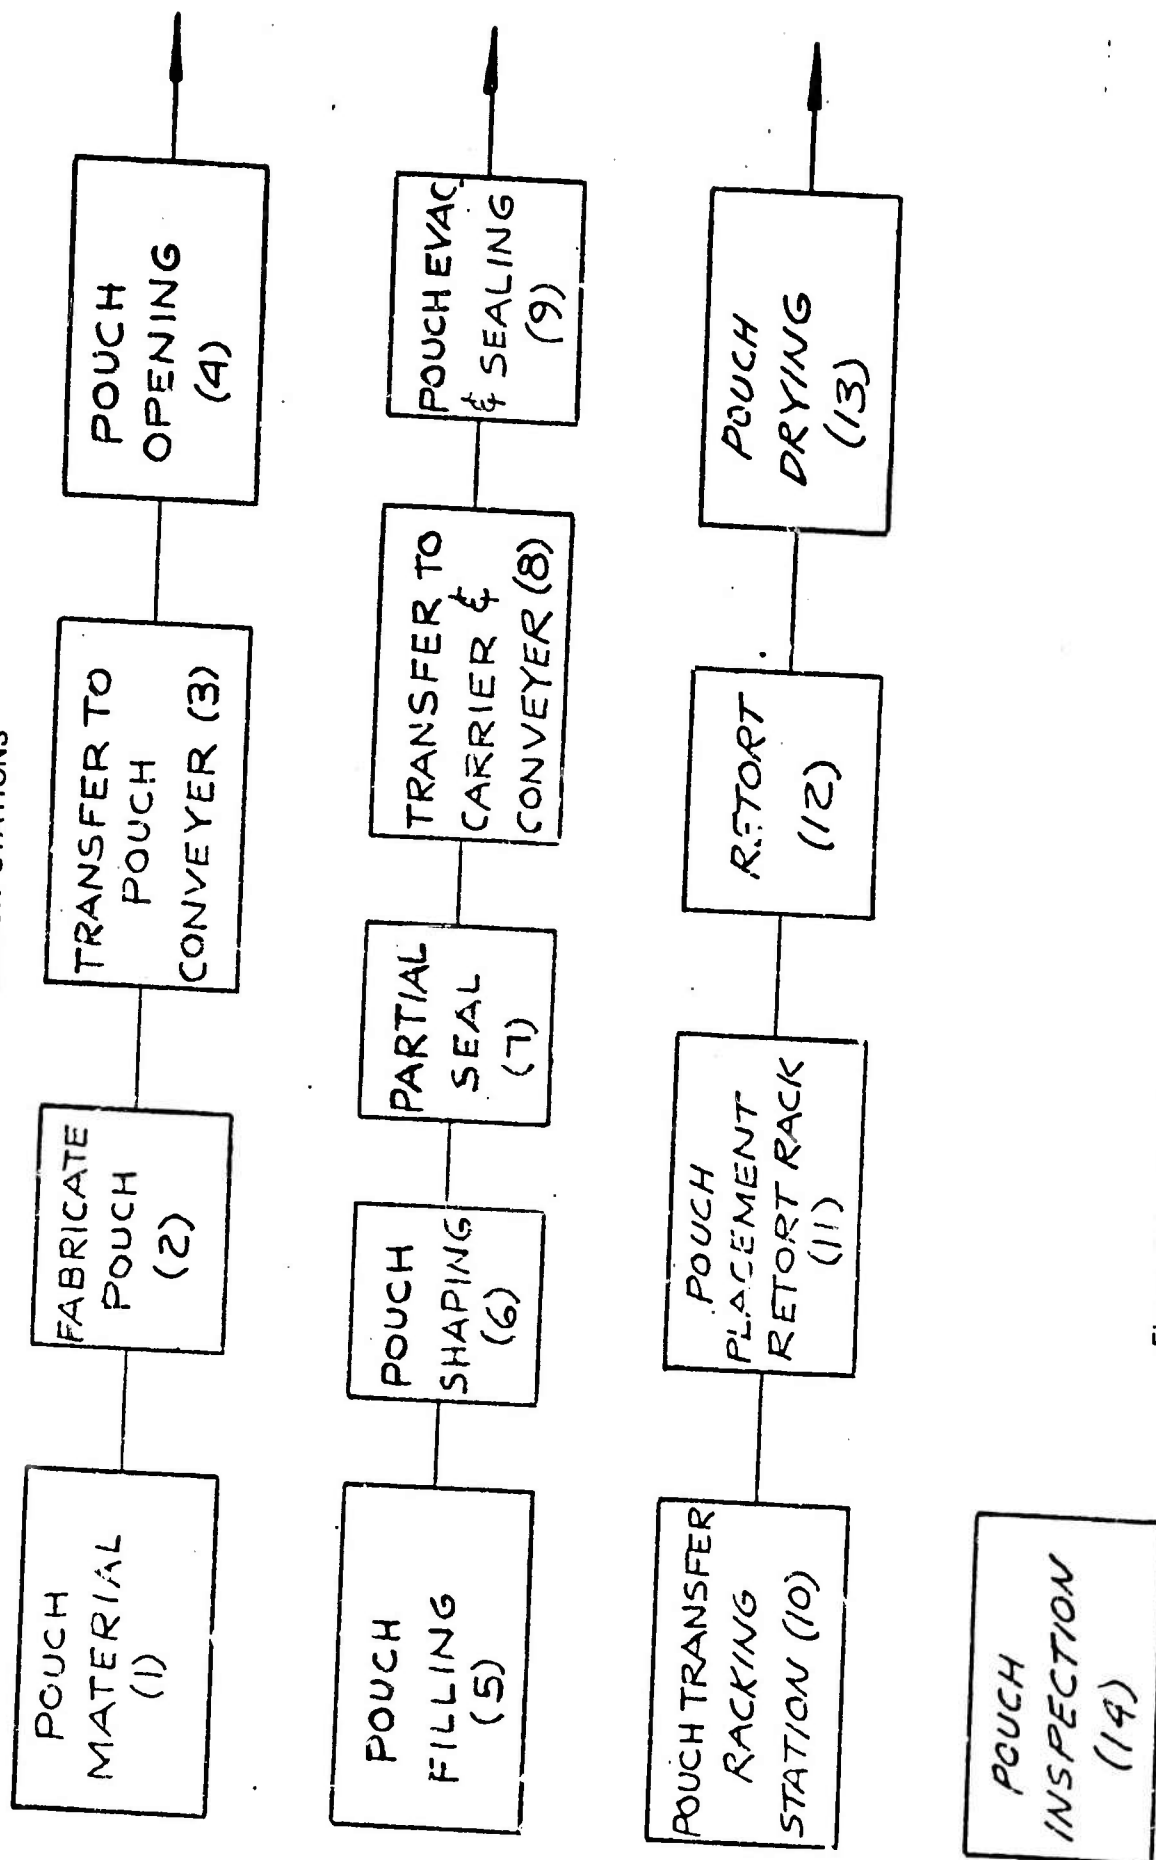 STATIONS
POUCH
MATERIAL
(1)
FABRICATE
POUCH
(2)
TRANSFER TO
POUCH
CONVEYER (3)
POUCH
OPENING
(4)
POUCH
FILLING
(5)
POUCH
SHAPING
(6)
PARTIAL
SEAL
(7)
TRANSFER TO
CARRIER &
CONVEYER (8)
POUCH EVAC
& SEALING
(9)
POUCH TRANSFER
RACKING
STATION (10)
POUCH
PLACEMENT
RETORT RACK
(11)
RETORT
(12)
POUCH
DRYING
(13)
POUCH
INSPECTION
(14)